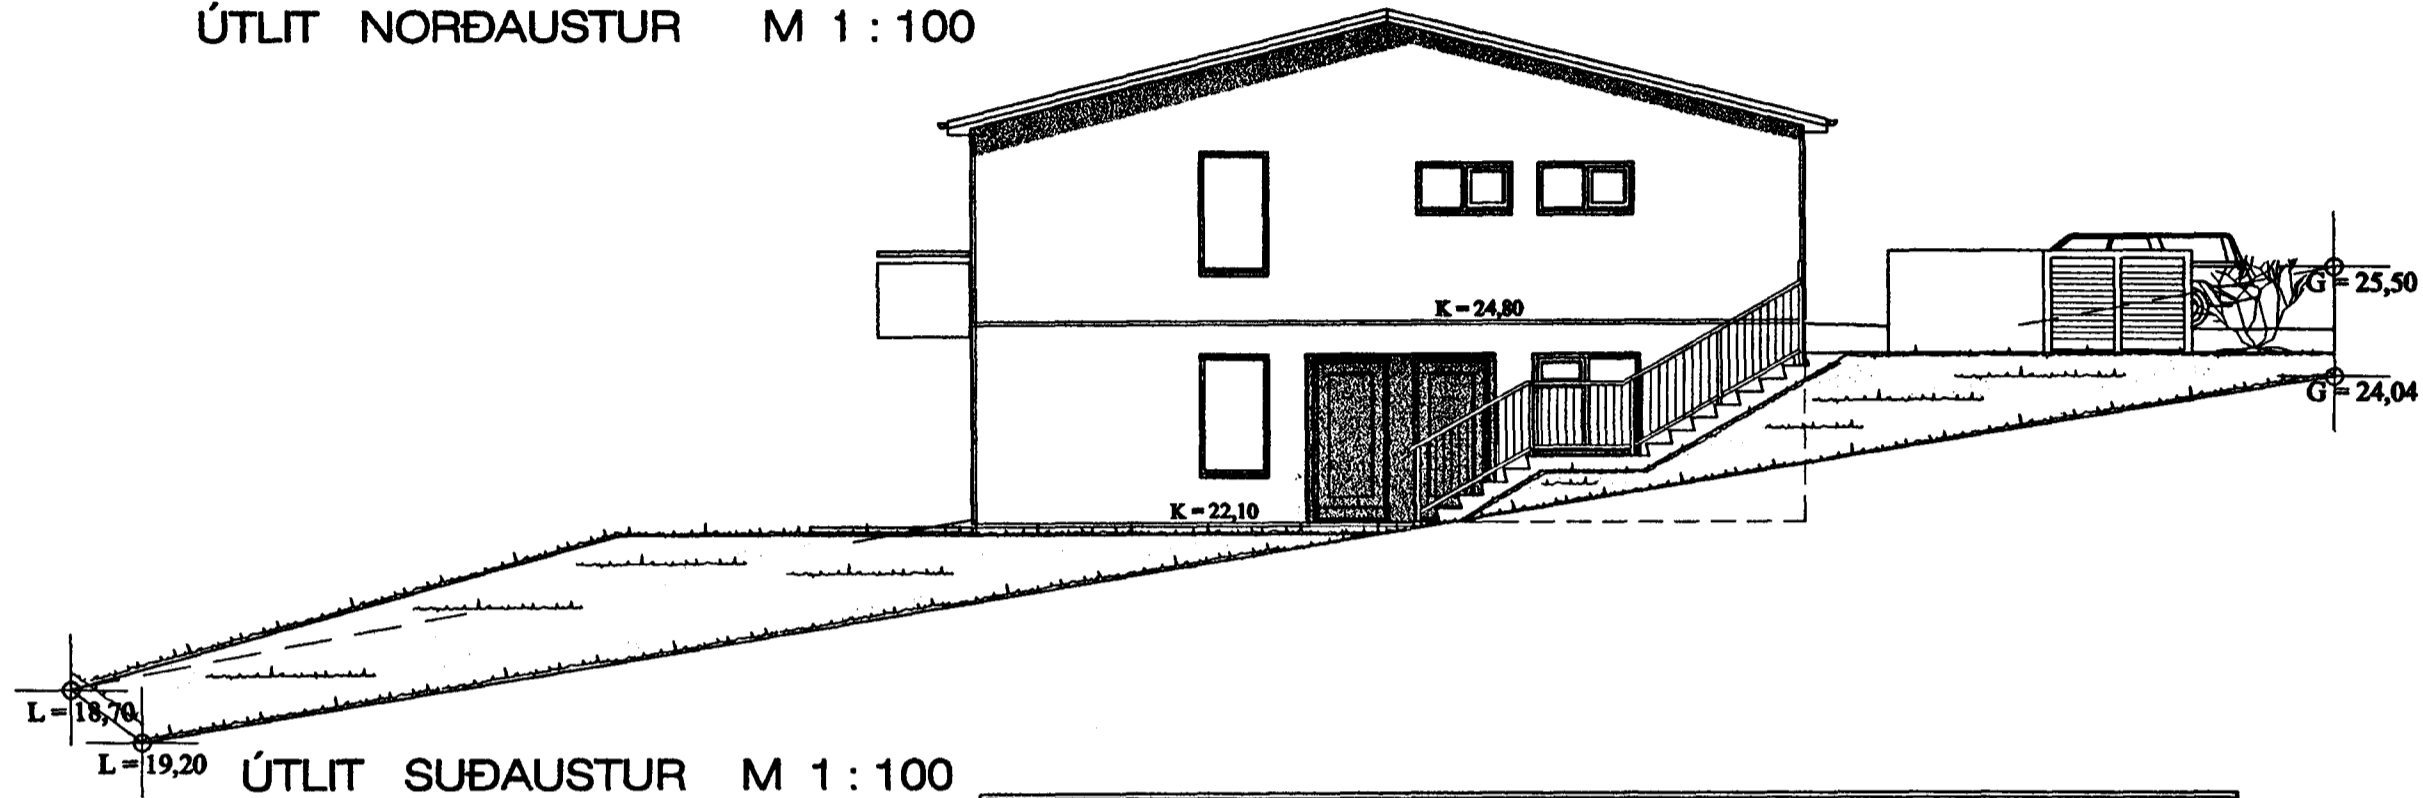 ÚTLIT NORÐAUSTUR M 1 : 100
K = 24,80
G = 25,50
G = 24,04
K = 22,10
L = 18,70
L = 19,20
ÚTLIT SUÐAUSTUR M 1 : 100